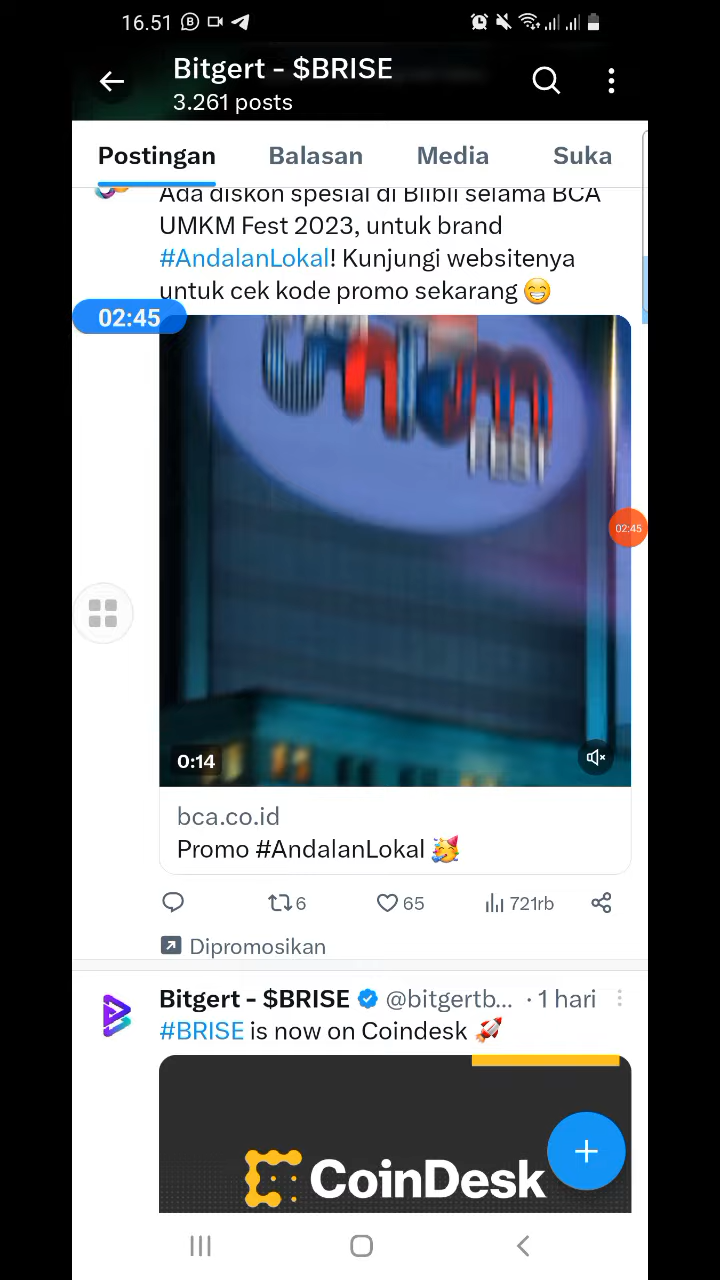 16.51
Bitgert - $BRISE
3.261 posts
Postingan Balasan Media Suka
Ada diskon spesial di Blibli selama BCA
UMKM Fest 2023, untuk brand
#AndalanLokal! Kunjungi websitenya
untuk cek kode promo sekarang 😁
02:45
umkm
02:45
0:14
bca.co.id
Promo #AndalanLokal 🥳
6 65 721rb
Dipromosikan
Bitgert - $BRISE @bitgertb... · 1 hari
#BRISE is now on Coindesk 🚀
CoinDesk